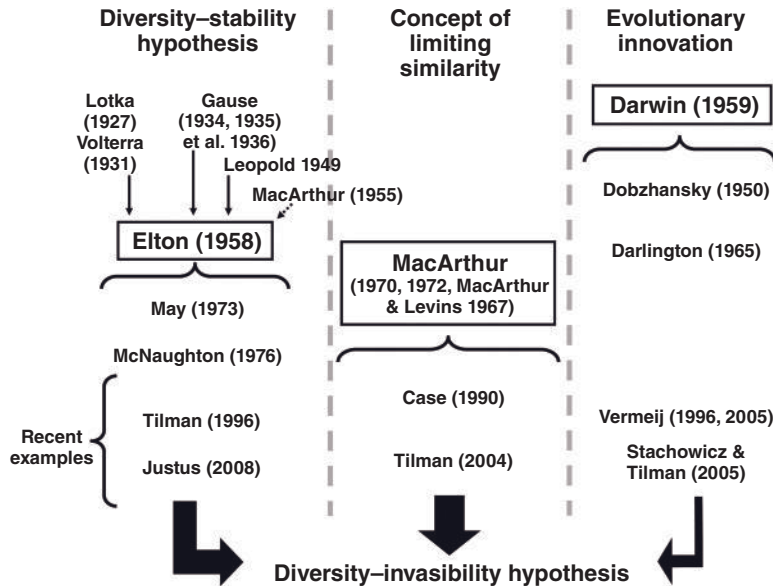 Diversity–stability
hypothesis
Lotka
(1927)
Volterra
(1931)
Gause
(1934, 1935)
et al. 1936)
Leopold 1949
MacArthur (1955)
Elton (1958)
May (1973)
McNaughton (1976)
Recent
examples
Tilman (1996)
Justus (2008)
Concept of
limiting
similarity
MacArthur
(1970, 1972, MacArthur
& Levins 1967)
Case (1990)
Tilman (2004)
Evolutionary
innovation
Darwin (1959)
Dobzhansky (1950)
Darlington (1965)
Vermeij (1996, 2005)
Stachowicz &
Tilman (2005)
Diversity–invasibility hypothesis